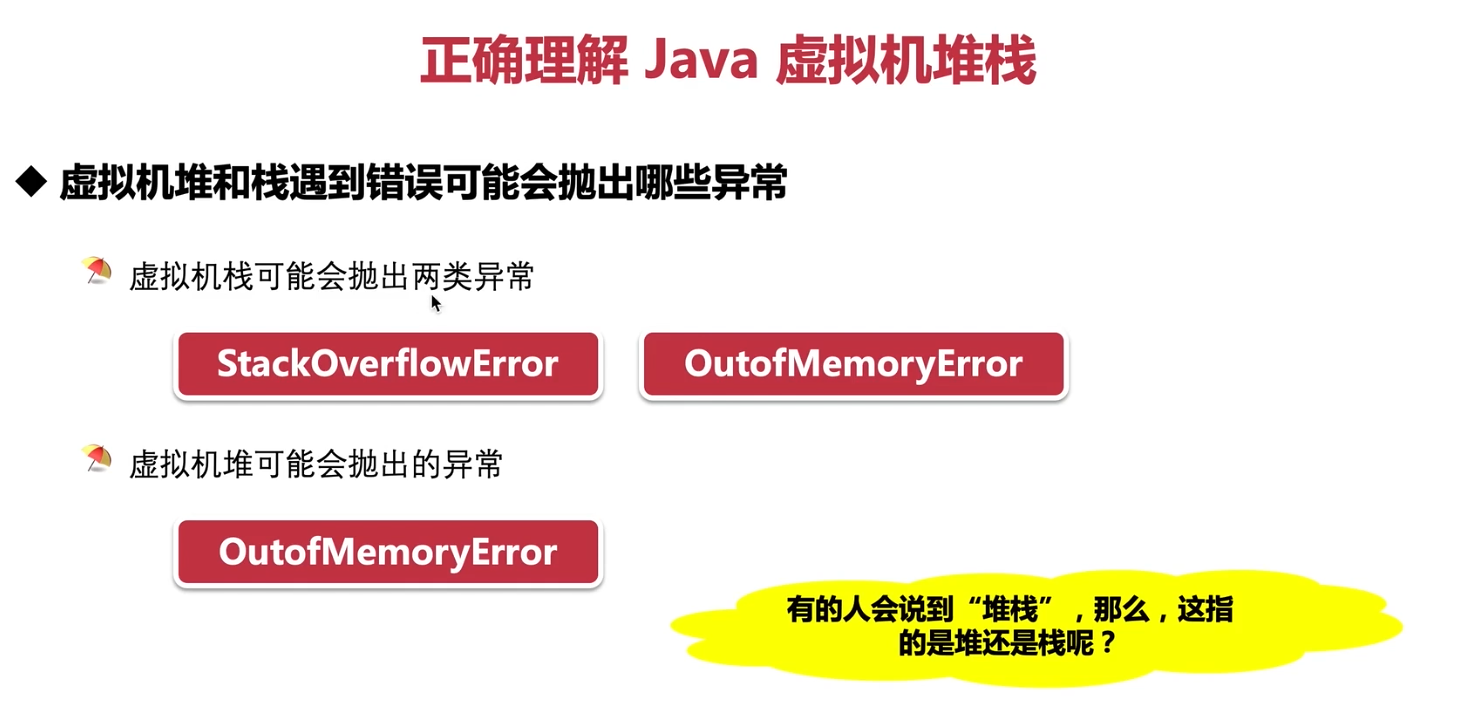 正确理解 Java 虚拟机堆栈
◆ 虚拟机堆和栈遇到错误可能会抛出哪些异常
虚拟机栈可能会抛出两类异常
StackOverflowError
OutofMemoryError
虚拟机堆可能会抛出的异常
OutofMemoryError
有的人会说到“堆栈”，那么，这指
的是堆还是栈呢？